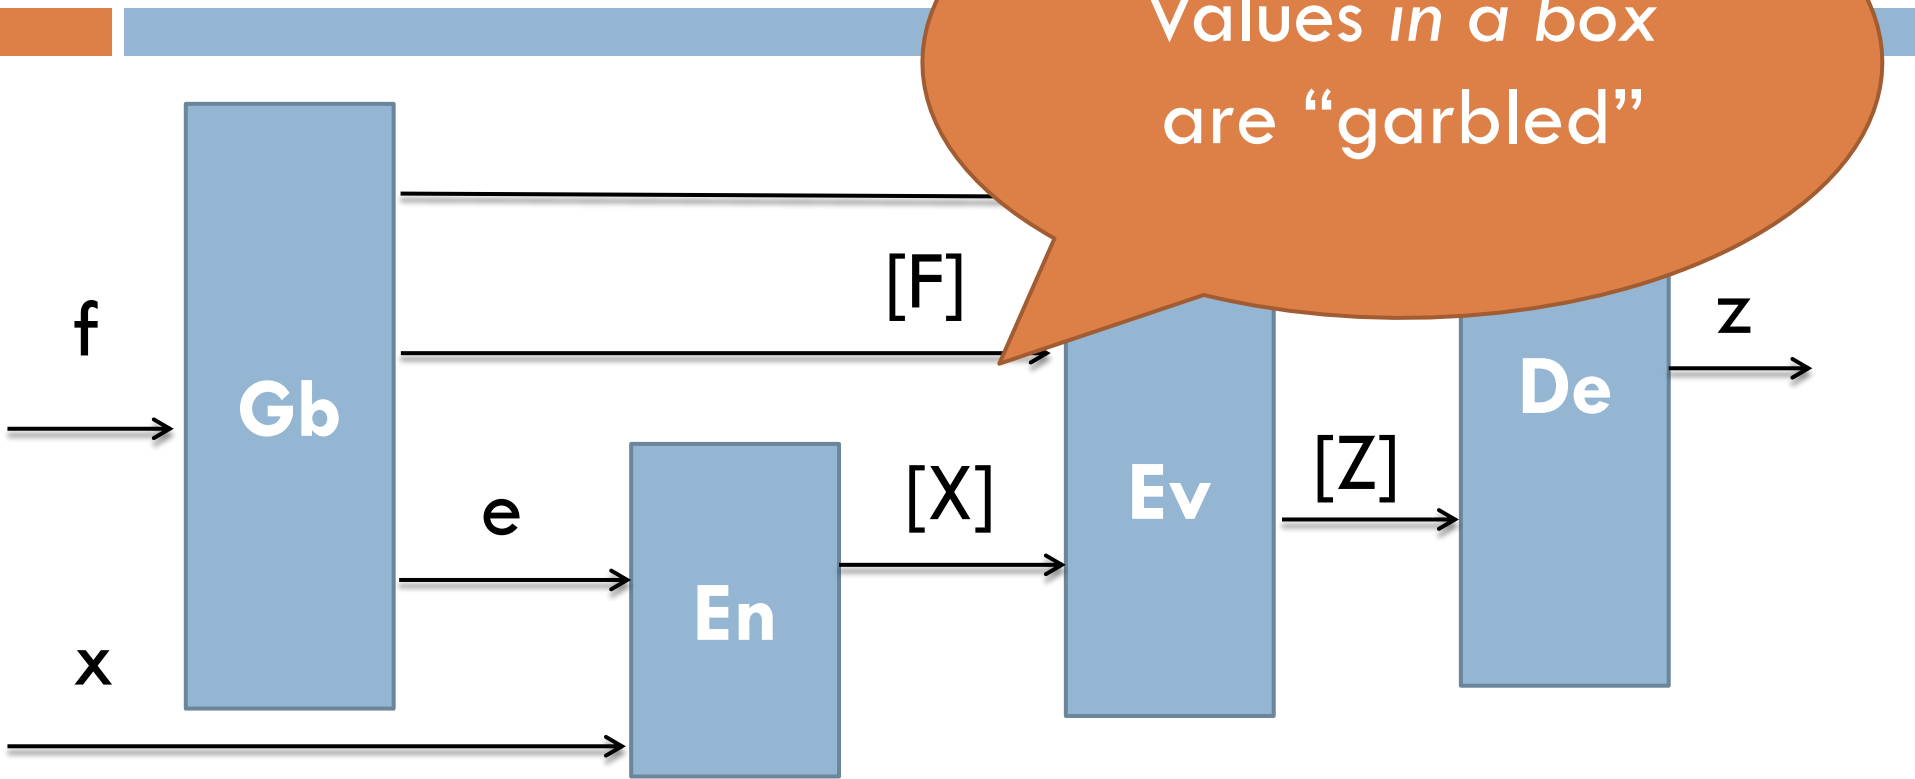 Values in a box
are “garbled”
[F]
f
z
Gb
De
[Z]
[X]
Ev
e
En
x